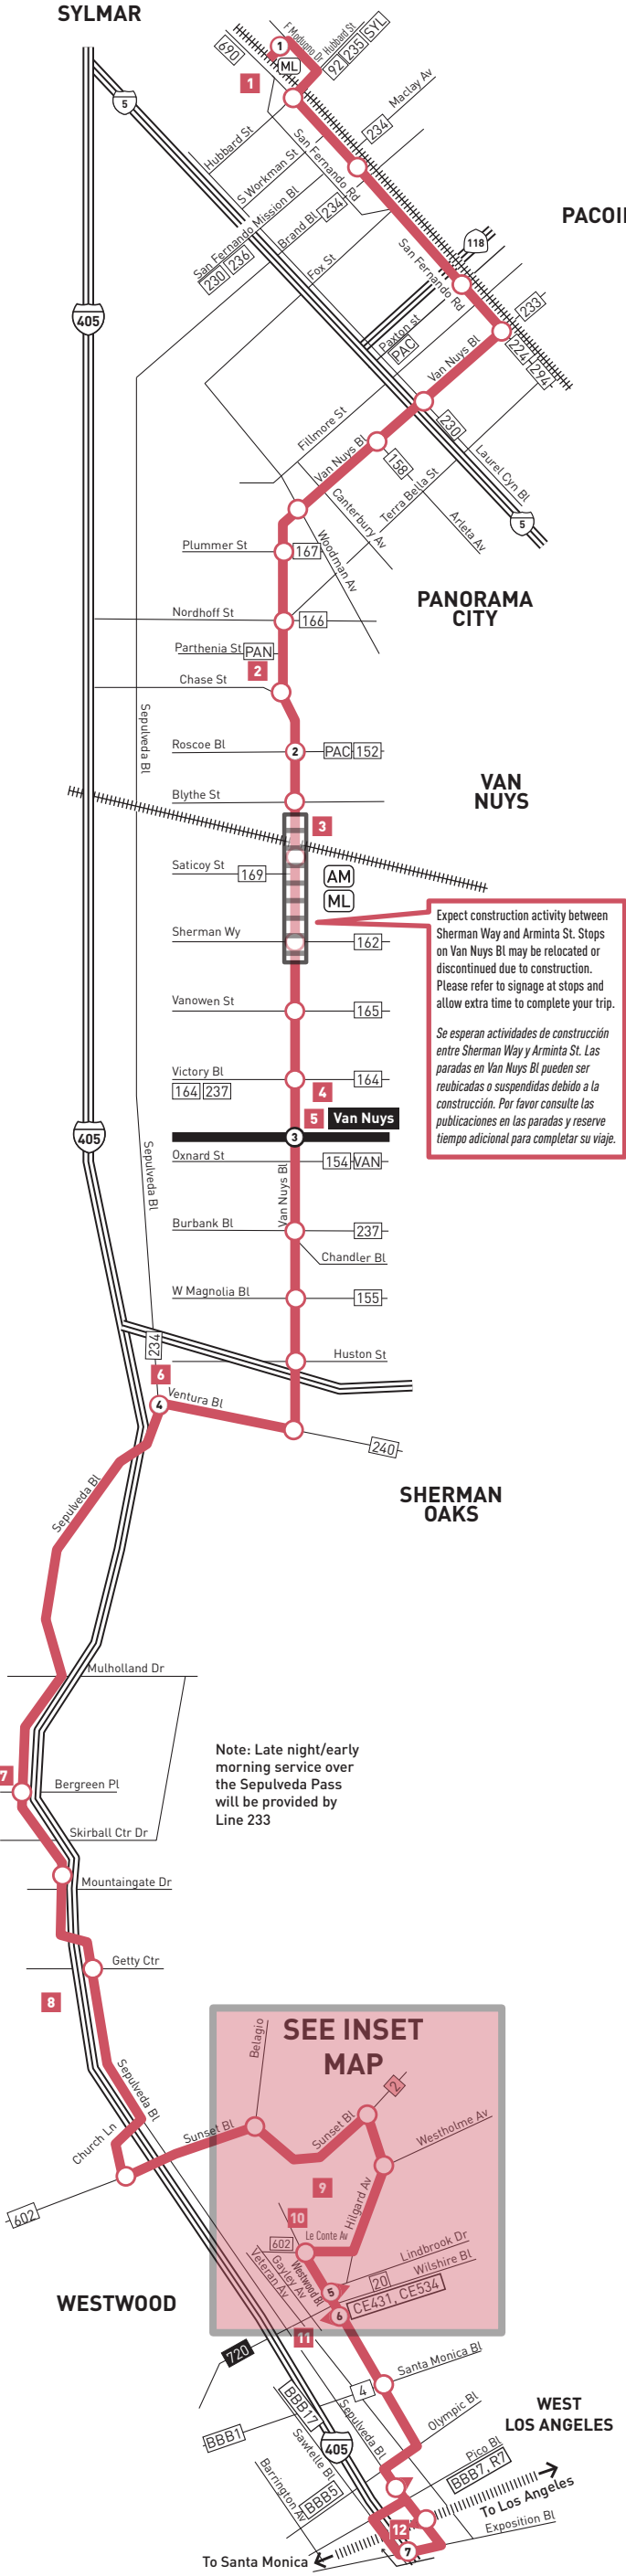 SYLMAR
F Modugno Dr
Hubbard St
92 235 SYL
690
1
ML
1
Maclay Av
234
5
Hubbard St
San Fernando Rd
S Workman St
San Fernando Mission Bl
230 236
Brand Bl 234
Fox St
PACOI
118
San Fernando Rd
405
Paxton st
PAC
233
224 294
Van Nuys Bl
230
Laurel Cyn Bl
Fillmore St
Van Nuys Bl
158
Terra Bella St
Canterbury Av
Arleta Av
5
Woodman Av
Plummer St
167
PANORAMA
CITY
Nordhoff St
166
Parthenia St PAN
2
Chase St
Sepulveda Bl
Roscoe Bl
2
PAC 152
VAN
NUYS
Blythe St
3
Saticoy St
169
AM
ML
Sherman Wy
162
Expect construction activity between
Sherman Way and Arminta St. Stops
on Van Nuys Bl may be relocated or
discontinued due to construction.
Please refer to signage at stops and
allow extra time to complete your trip.
Se esperan actividades de construcción
entre Sherman Way y Arminta St. Las
paradas en Van Nuys Bl pueden ser
reubicadas o suspendidas debido a la
construcción. Por favor consulte las
publicaciones en las paradas y reserve
tiempo adicional para completar su viaje.
Vanowen St
165
Victory Bl
164
164 237
4
5 Van Nuys
405
3
Oxnard St
154 VAN
Sepulveda Bl
Van Nuys Bl
Burbank Bl
237
Chandler Bl
W Magnolia Bl
155
234
Huston St
6
4
Ventura Bl
240
SHERMAN
OAKS
Sepulveda Bl
Mulholland Dr
Note: Late night/early
morning service over
the Sepulveda Pass
will be provided by
Line 233
7
Bergreen Pl
Skirball Ctr Dr
Mountaingate Dr
Getty Ctr
8
SEE INSET
MAP
Belagio
2
Sepulveda Bl
Church Ln
Sunset Bl
Sunset Bl
Westholme Av
602
9
Hilgard Av
10
Le Conte Av
602
Lindbrook Dr
Wilshire Bl
Westwood Bl
Gayley Av
Veteran Av
5
20
CE431, CE534
6
WESTWOOD
11
720
Santa Monica Bl
4
BBB17
BBB1
WEST
LOS ANGELES
Olympic Bl
Sepulveda Bl
405
Sawtelle Bl
Pico Bl
BBB7, R7
BBB5
Barrington Av
To Los Angeles
Exposition Bl
12
7
To Santa Monica